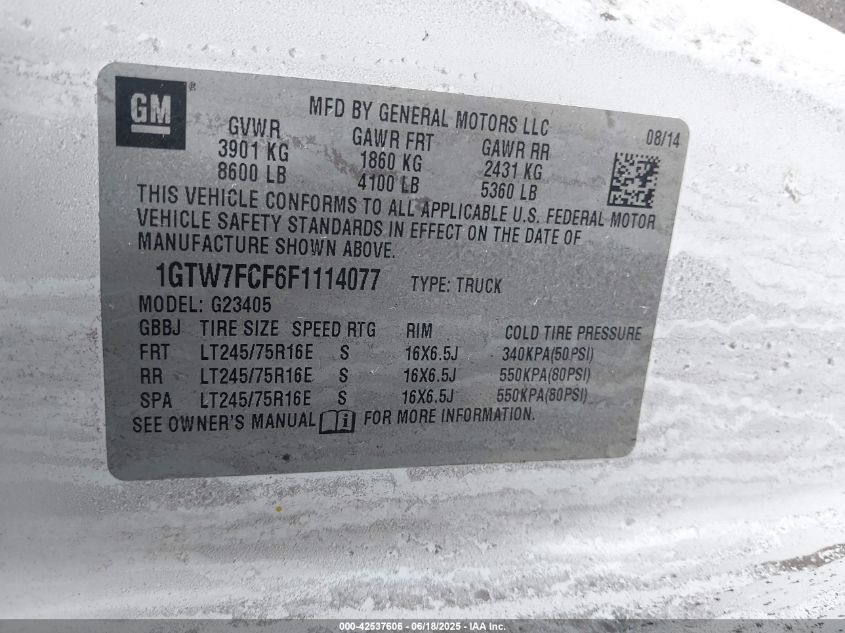 GM
MFD BY GENERAL MOTORS LLC 08/14
GVWR GAWR FRT GAWR RR
3901 KG 1860 KG 2431 KG
8600 LB 4100 LB 5360 LB
THIS VEHICLE CONFORMS TO ALL APPLICABLE U.S. FEDERAL MOTOR
VEHICLE SAFETY STANDARDS IN EFFECT ON THE DATE OF
MANUFACTURE SHOWN ABOVE.
1GTW7FCF6F1114077 TYPE: TRUCK
MODEL: G23405
GBBJ TIRE SIZE SPEED RTG RIM COLD TIRE PRESSURE
FRT LT245/75R16E S 16X6.5J 340KPA(50PSI)
RR LT245/75R16E S 16X6.5J 550KPA(80PSI)
SPA LT245/75R16E S 16X6.5J 550KPA(80PSI)
SEE OWNER'S MANUAL FOR MORE INFORMATION.
000-42537606 - 06/18/2025 - IAA Inc.